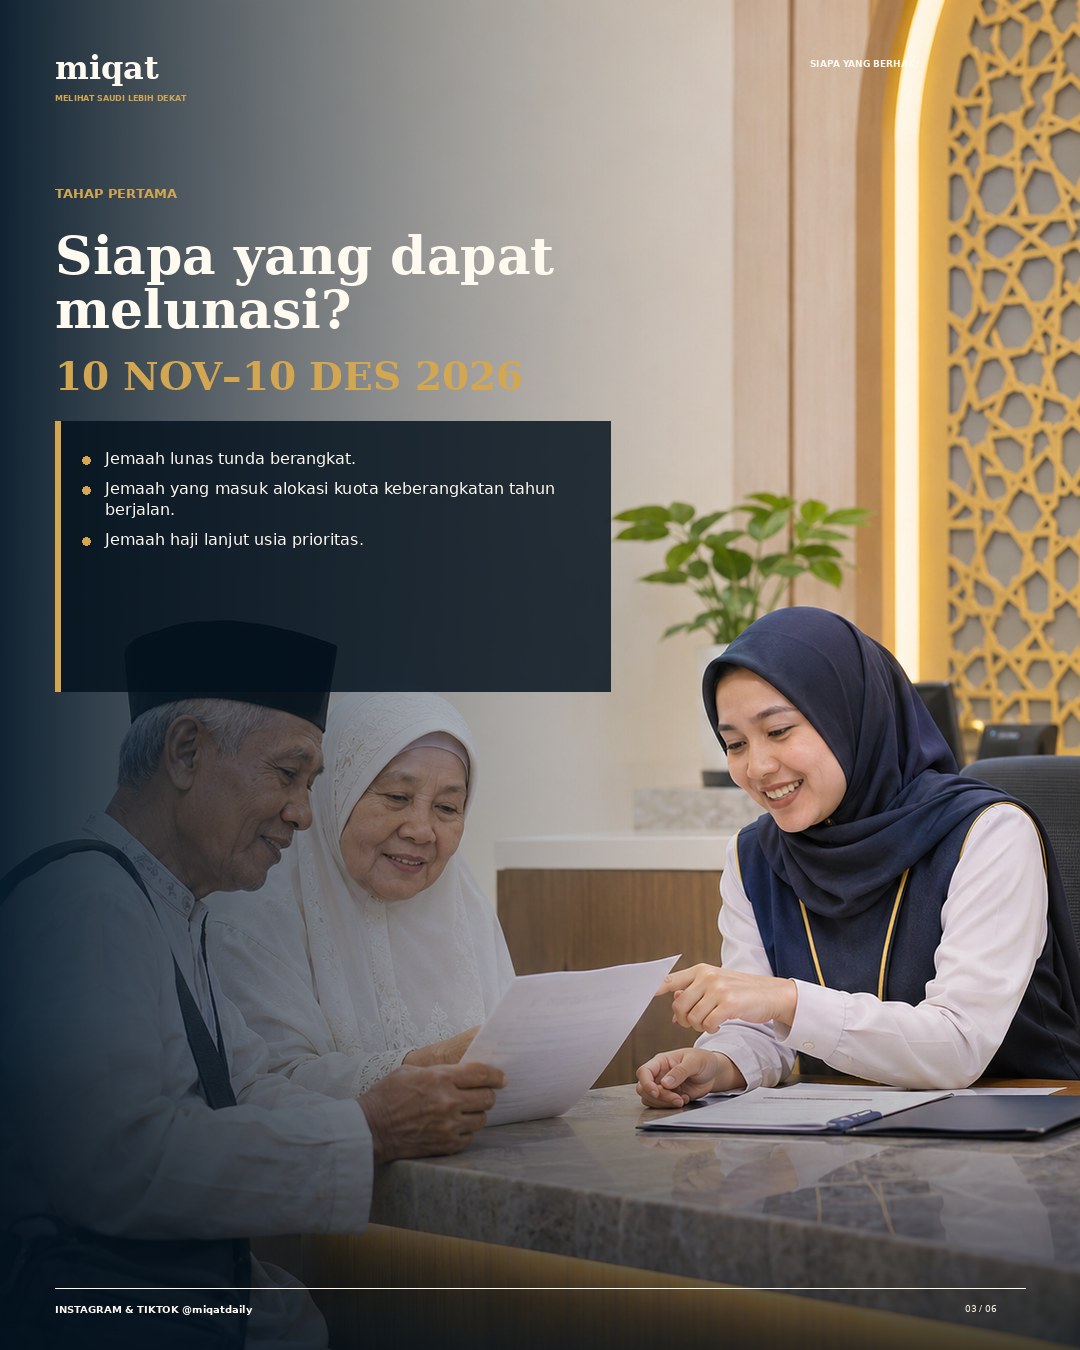 miqat
MELIHAT SAUDI LEBIH DEKAT
SIAPA YANG
TAHAP PERTAMA
Siapa yang dapat
melunasi?
10 NOV–10 DES 2026
Jemaah lunas tunda berangkat.
Jemaah yang masuk alokasi kuota keberangkatan tahun
berjalan.
Jemaah haji lanjut usia prioritas.
INSTAGRAM & TIKTOK @miqatdaily
03 / 06